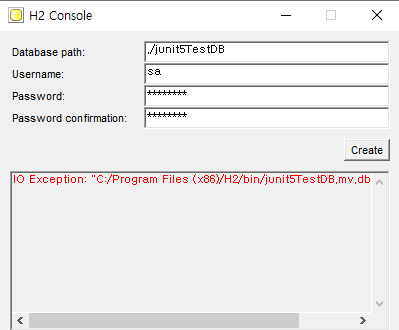 H2 Console
Database path: ./junit5TestDB
Username: sa
Password: ********
Password confirmation: ********
Create
IO Exception: "C:/Program Files (x86)/H2/bin/junit5TestDB.mv.db